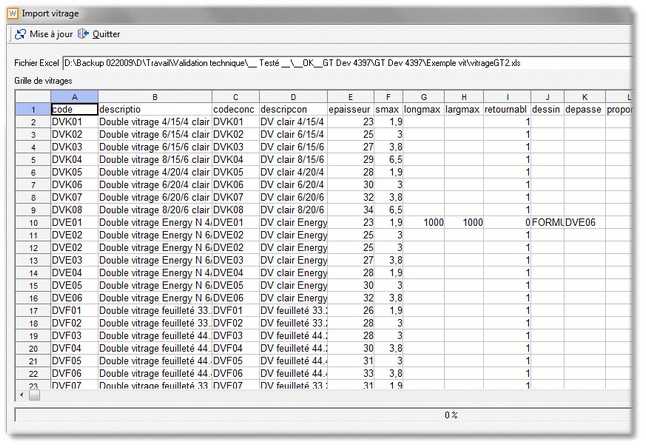 Import vitrage
Mise à jour Quitter
Fichier Excel D:\Backup 022009\D\Travail\Validation technique\__ Testé __\__OK__GT Dev 4397\GT Dev 4397\Exemple vit\vitrageGT2.xls
Grille de vitrages
A B C D E F G H I J K L
1 code descriptio codeconc descripcon epaisseur smax longmax largmax retournabl dessin depasse propor
2 DVK01 Double vitrage 4/15/4 clair DVK01 DV clair 4/15/4 23 1,9 1
3 DVK02 Double vitrage 6/15/4 clair DVK02 DV clair 6/15/4 25 3 1
4 DVK03 Double vitrage 6/15/6 clair DVK03 DV clair 6/15/6 27 3,8 1
5 DVK04 Double vitrage 8/15/6 clair DVK04 DV clair 8/15/6 29 6,5 1
6 DVK05 Double vitrage 4/20/4 clair DVK05 DV clair 4/20/4 28 1,9 1
7 DVK06 Double vitrage 6/20/4 clair DVK06 DV clair 6/20/4 30 3 1
8 DVK07 Double vitrage 6/20/6 clair DVK07 DV clair 6/20/6 32 3,8 1
9 DVK08 Double vitrage 8/20/6 clair DVK08 DV clair 8/20/6 34 6,5 1
10 DVE01 Double vitrage Energy N 4/ DVE01 DV clair Energy 23 1,9 1000 1000 0 FORMU DVE06
11 DVE02 Double vitrage Energy N 6/ DVE02 DV clair Energy 25 3 1
12 DVE02 Double vitrage Energy N 6/ DVE02 DV clair Energy 25 3 1
13 DVE03 Double vitrage Energy N 6/ DVE03 DV clair Energy 27 3,8 1
14 DVE04 Double vitrage Energy N 4/ DVE04 DV clair Energy 28 1,9 1
15 DVE05 Double vitrage Energy N 6/ DVE05 DV clair Energy 30 3 1
16 DVE06 Double vitrage Energy N 6/ DVE06 DV clair Energy 32 3,8 1
17 DVF01 Double vitrage feuilleté 33. DVF01 DV feuilleté 33.2 26 1,9 1
18 DVF02 Double vitrage feuilleté 33. DVF02 DV feuilleté 33.2 28 3 1
19 DVF03 Double vitrage feuilleté 44. DVF03 DV feuilleté 44.2 28 3 1
20 DVF04 Double vitrage feuilleté 44. DVF04 DV feuilleté 44.2 30 3,8 1
21 DVF05 Double vitrage feuilleté 44. DVF05 DV feuilleté 44. 31 3 1
22 DVF06 Double vitrage feuilleté 44. DVF06 DV feuilleté 44. 33 3,8 1
23 DVF07 Double vitrage feuilleté 33. DVF07 DV feuilleté 33. 31 1,9 1
0 %